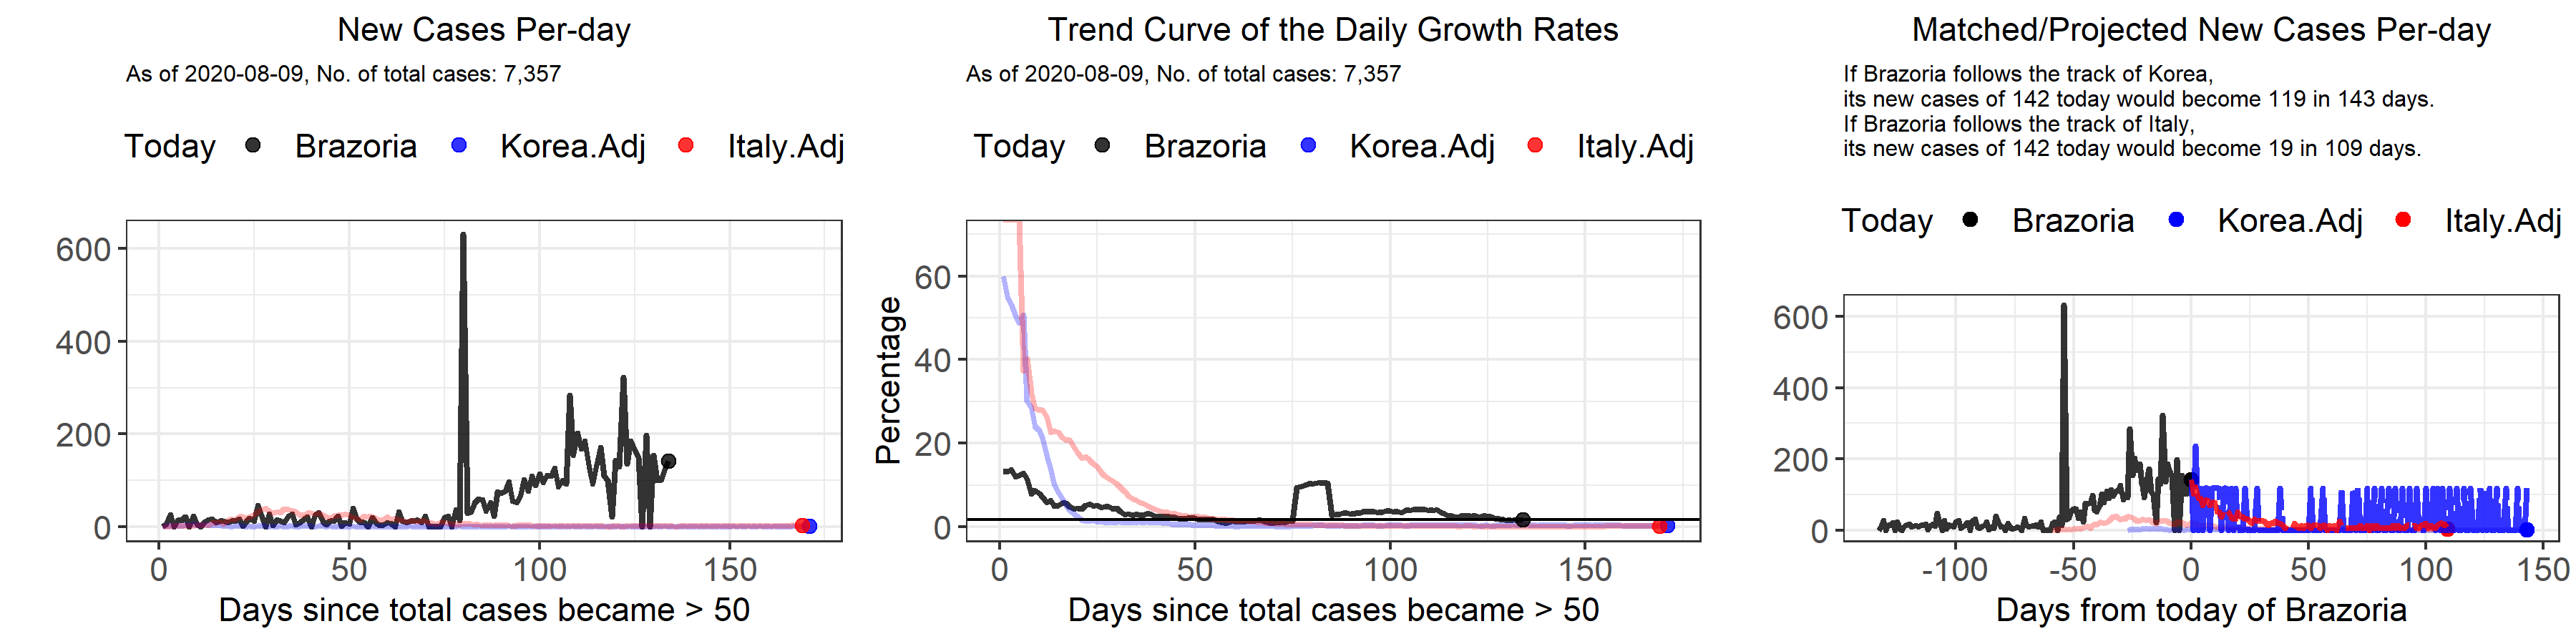 New Cases Per-day
As of 2020-08-09, No. of total cases: 7,357
Today Brazoria Korea.Adj Italy.Adj
600
400
200
0
0 50 100 150
Days since total cases became > 50
Trend Curve of the Daily Growth Rates
As of 2020-08-09, No. of total cases: 7,357
Today Brazoria Korea.Adj Italy.Adj
Percentage
60
40
20
0
0 50 100 150
Days since total cases became > 50
Matched/Projected New Cases Per-day
If Brazoria follows the track of Korea,
its new cases of 142 today would become 119 in 143 days.
If Brazoria follows the track of Italy,
its new cases of 142 today would become 19 in 109 days.
Today Brazoria Korea.Adj Italy.Adj
600
400
200
0
-100 -50 0 50 100 150
Days from today of Brazoria